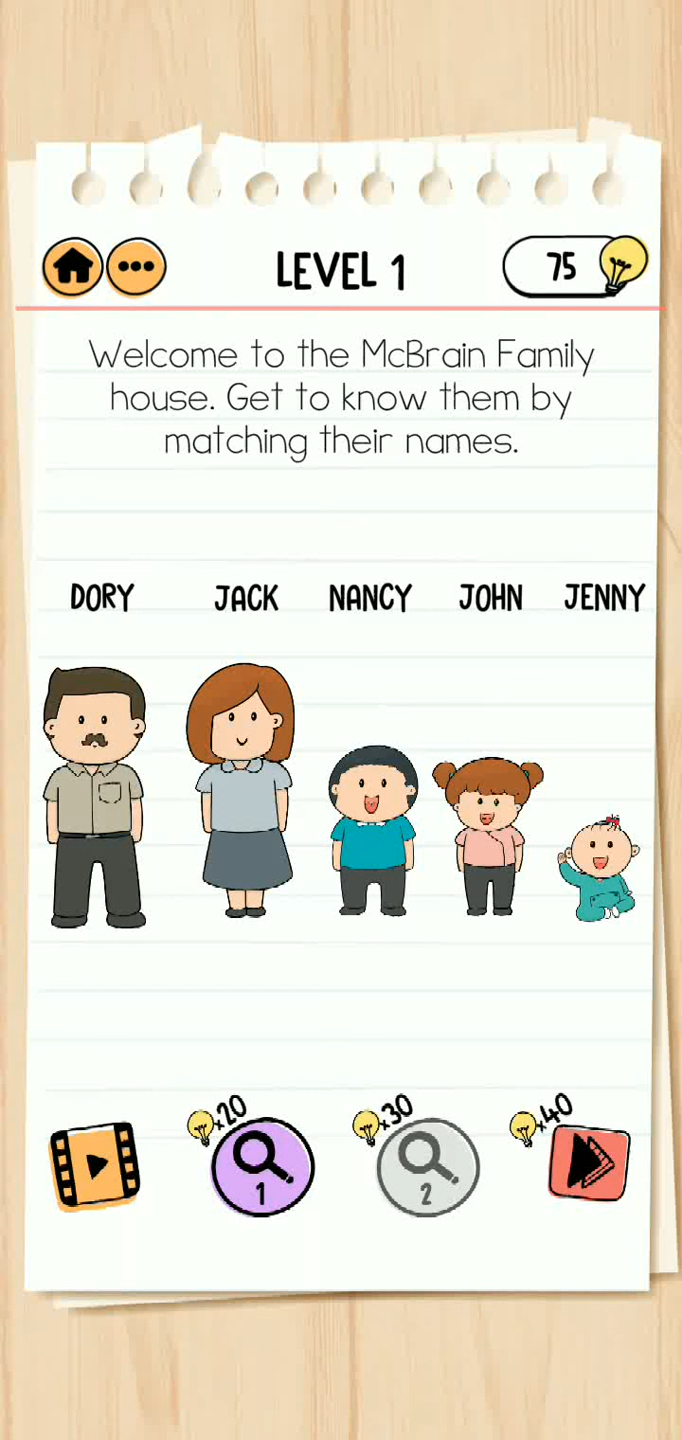 LEVEL 1
75
Welcome to the McBrain Family
house. Get to know them by
matching their names.
DORY JACK NANCY JOHN JENNY
x20 x30 x40
1 2